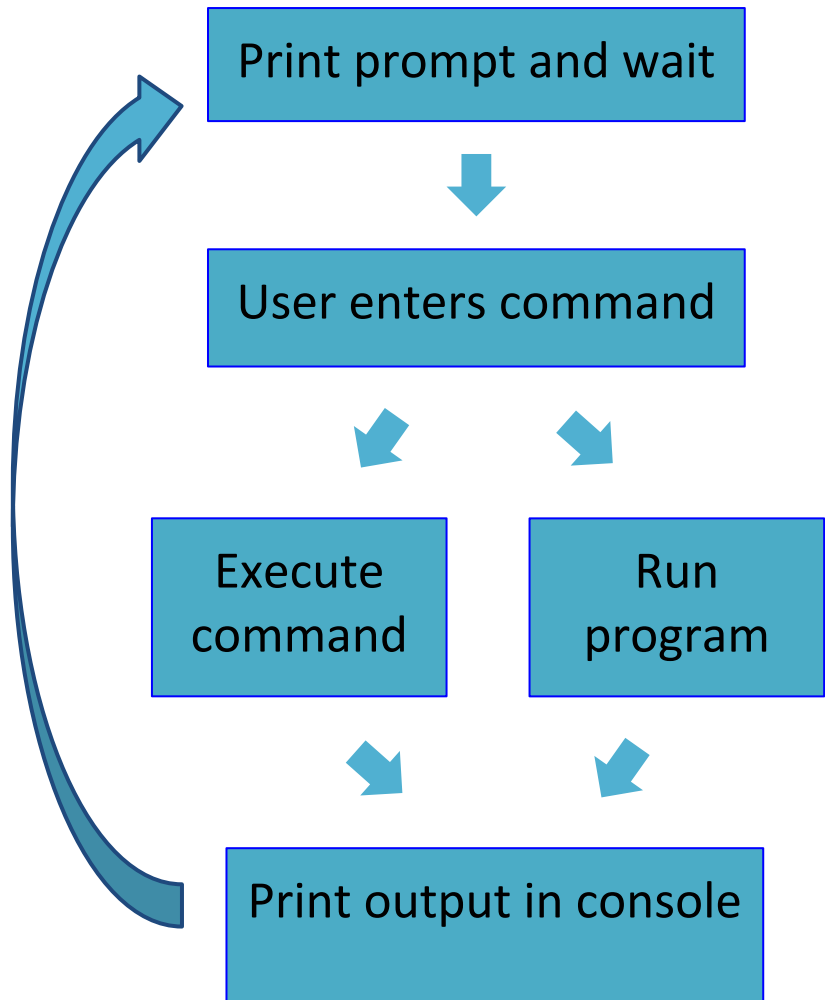 Print prompt and wait
User enters command
Execute
command
Run
program
Print output in console